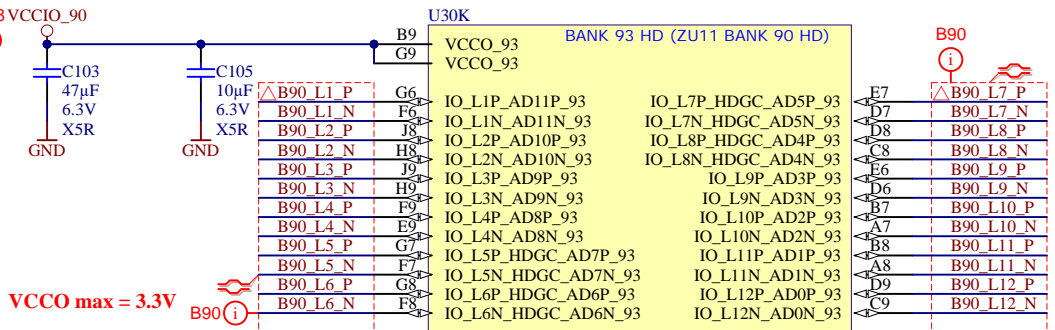 3 VCCIO_90
U30K
BANK 93 HD (ZU11 BANK 90 HD)
B9 VCCO_93
G9 VCCO_93
C103
47µF
6.3V
X5R
GND
C105
10µF
6.3V
X5R
GND
B90
i
B90_L1_P G6 IO_L1P_AD11P_93 IO_L7P_HDGC_AD5P_93 E7 B90_L7_P
B90_L1_N F6 IO_L1N_AD11N_93 IO_L7N_HDGC_AD5N_93 D7 B90_L7_N
B90_L2_P J8 IO_L2P_AD10P_93 IO_L8P_HDGC_AD4P_93 D8 B90_L8_P
B90_L2_N H8 IO_L2N_AD10N_93 IO_L8N_HDGC_AD4N_93 C8 B90_L8_N
B90_L3_P J9 IO_L3P_AD9P_93 IO_L9P_AD3P_93 E6 B90_L9_P
B90_L3_N H9 IO_L3N_AD9N_93 IO_L9N_AD3N_93 D6 B90_L9_N
B90_L4_P F9 IO_L4P_AD8P_93 IO_L10P_AD2P_93 B7 B90_L10_P
B90_L4_N E9 IO_L4N_AD8N_93 IO_L10N_AD2N_93 A7 B90_L10_N
B90_L5_P G7 IO_L5P_HDGC_AD7P_93 IO_L11P_AD1P_93 B8 B90_L11_P
B90_L5_N F7 IO_L5N_HDGC_AD7N_93 IO_L11N_AD1N_93 A8 B90_L11_N
B90_L6_P G8 IO_L6P_HDGC_AD6P_93 IO_L12P_AD0P_93 D9 B90_L12_P
B90_L6_N F8 IO_L6N_HDGC_AD6N_93 IO_L12N_AD0N_93 C9 B90_L12_N
VCCO max = 3.3V
B90 i